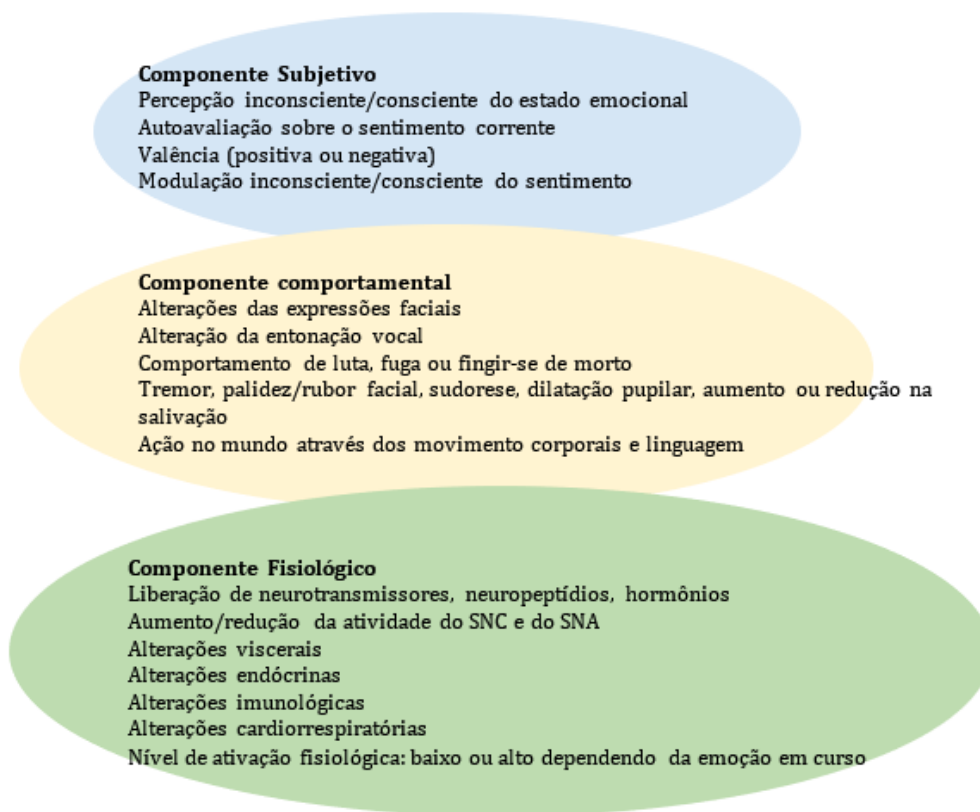 Componente Subjetivo
Percepção inconsciente/consciente do estado emocional
Autoavaliação sobre o sentimento corrente
Valência (positiva ou negativa)
Modulação inconsciente/consciente do sentimento
Componente comportamental
Alterações das expressões faciais
Alteração da entonação vocal
Comportamento de luta, fuga ou fingir-se de morto
Tremor, palidez/rubor facial, sudorese, dilatação pupilar, aumento ou redução na
salivação
Ação no mundo através dos movimento corporais e linguagem
Componente Fisiológico
Liberação de neurotransmissores, neuropeptídios, hormônios
Aumento/redução da atividade do SNC e do SNA
Alterações viscerais
Alterações endócrinas
Alterações imunológicas
Alterações cardiorrespiratórias
Nível de ativação fisiológica: baixo ou alto dependendo da emoção em curso